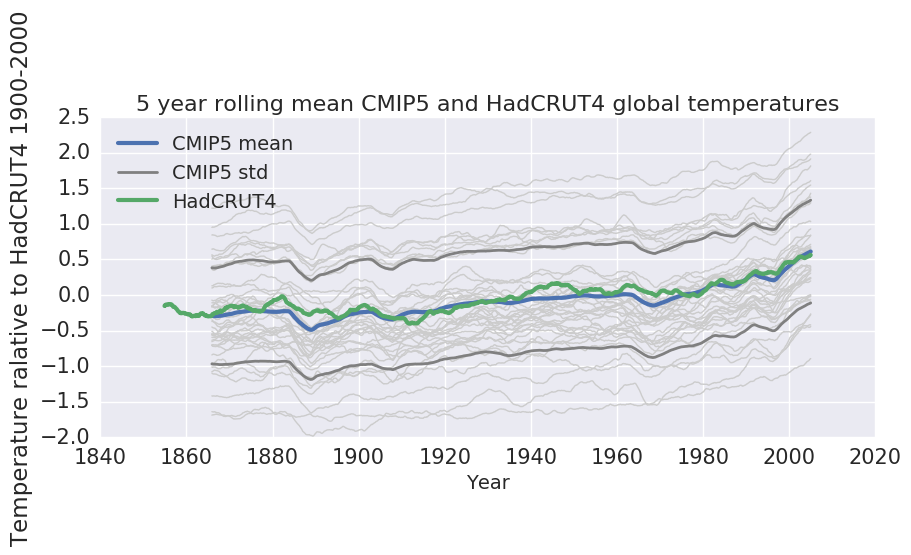 5 year rolling mean CMIP5 and HadCRUT4 global temperatures
Temperature ralative to HadCRUT4 1900-2000
2.5
2.0
1.5
1.0
0.5
0.0
−0.5
−1.0
−1.5
−2.0
CMIP5 mean
CMIP5 std
HadCRUT4
1840 1860 1880 1900 1920 1940 1960 1980 2000 2020
Year